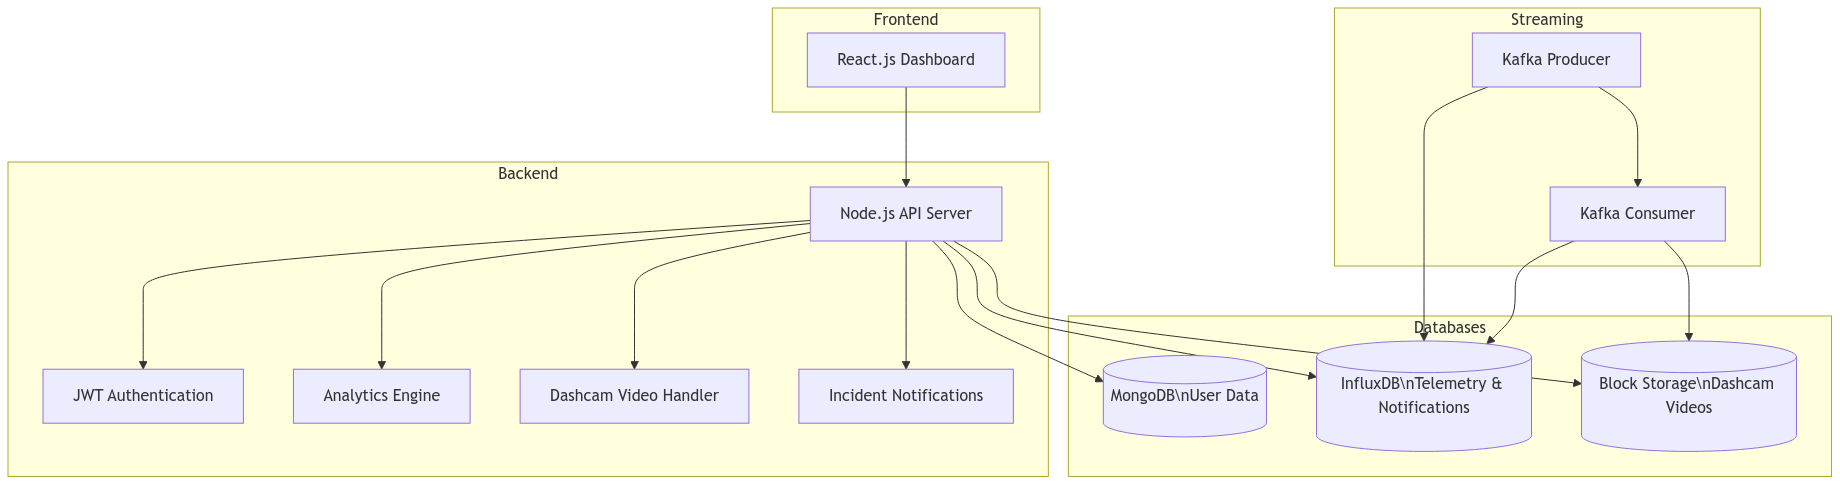 Frontend
React.js Dashboard
Streaming
Kafka Producer
Backend
Node.js API Server
Kafka Consumer
JWT Authentication
Analytics Engine
Dashcam Video Handler
Incident Notifications
Databases
MongoDB\nUser Data
InfluxDB\nTelemetry &
Notifications
Block Storage\nDashcam
Videos